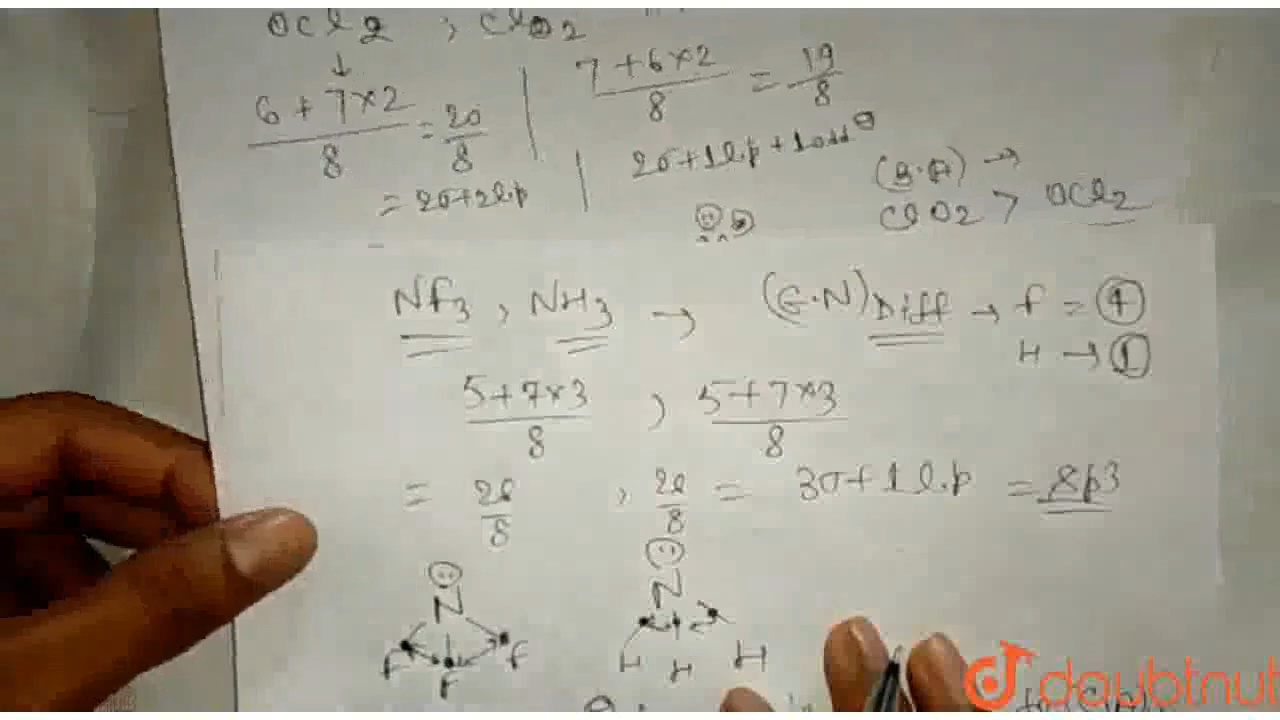 OCl2 , ClO2
↓
6 + 7×2 / 8 = 20/8 | 7+6×2 / 8 = 19/8
= 2σ+2l.p | 2σ+1l.p+1odd e
(B.A) →
ClO2 > OCl2
NF3 , NH3 → (E.N) Diff → F = 4
H → 1
5+7×3 / 8 , 5+7×3 / 8
= 26/8 , 26/8 = 3σ+1l.p = sp3
N N
F F F H H H
doubtnut